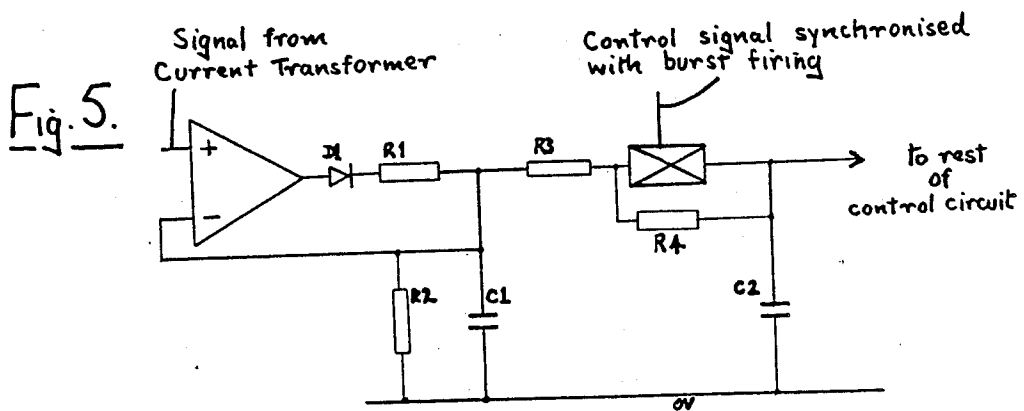 Signal from
Current Transformer
Control signal synchronised
with burst firing
Fig. 5.
+
D1
R1
R3
to rest
of
control circuit
−
R4
R2
C1
C2
0V